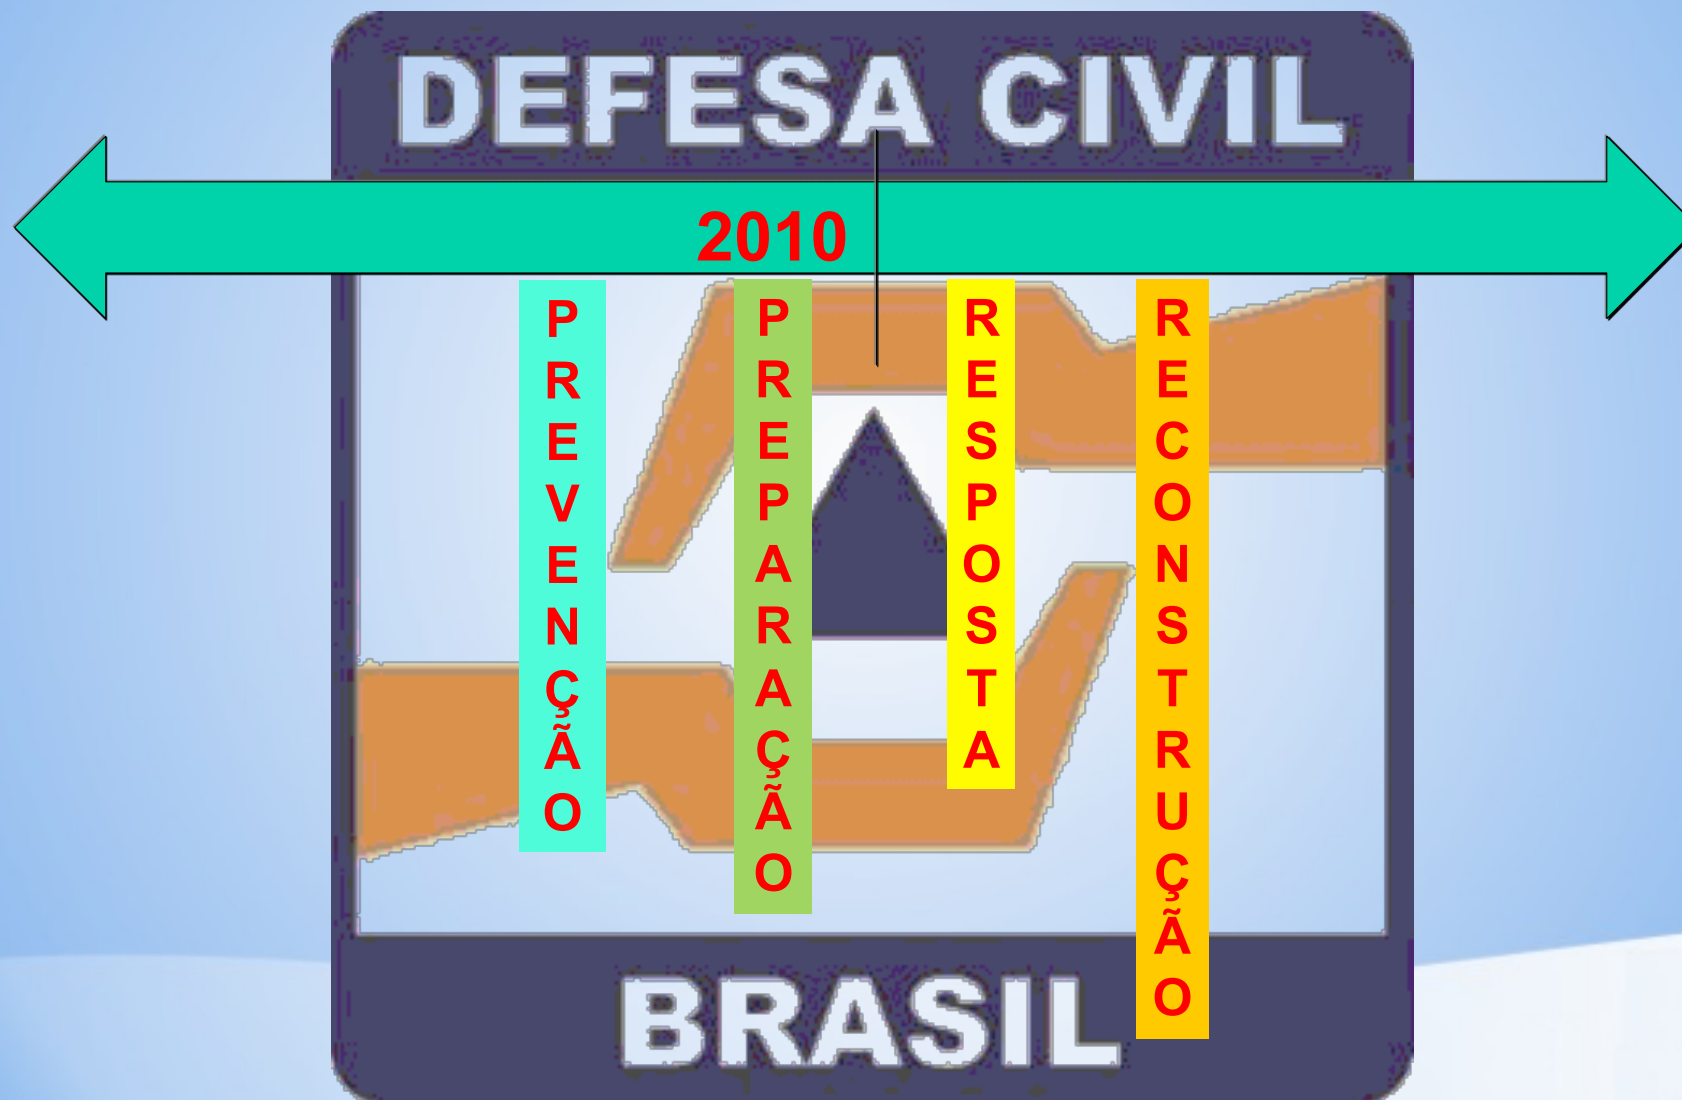 DEFESA CIVIL
2010
PREVENÇÃO
PREPARAÇÃO
RESPOSTA
RECONSTRUÇÃO
BRASIL